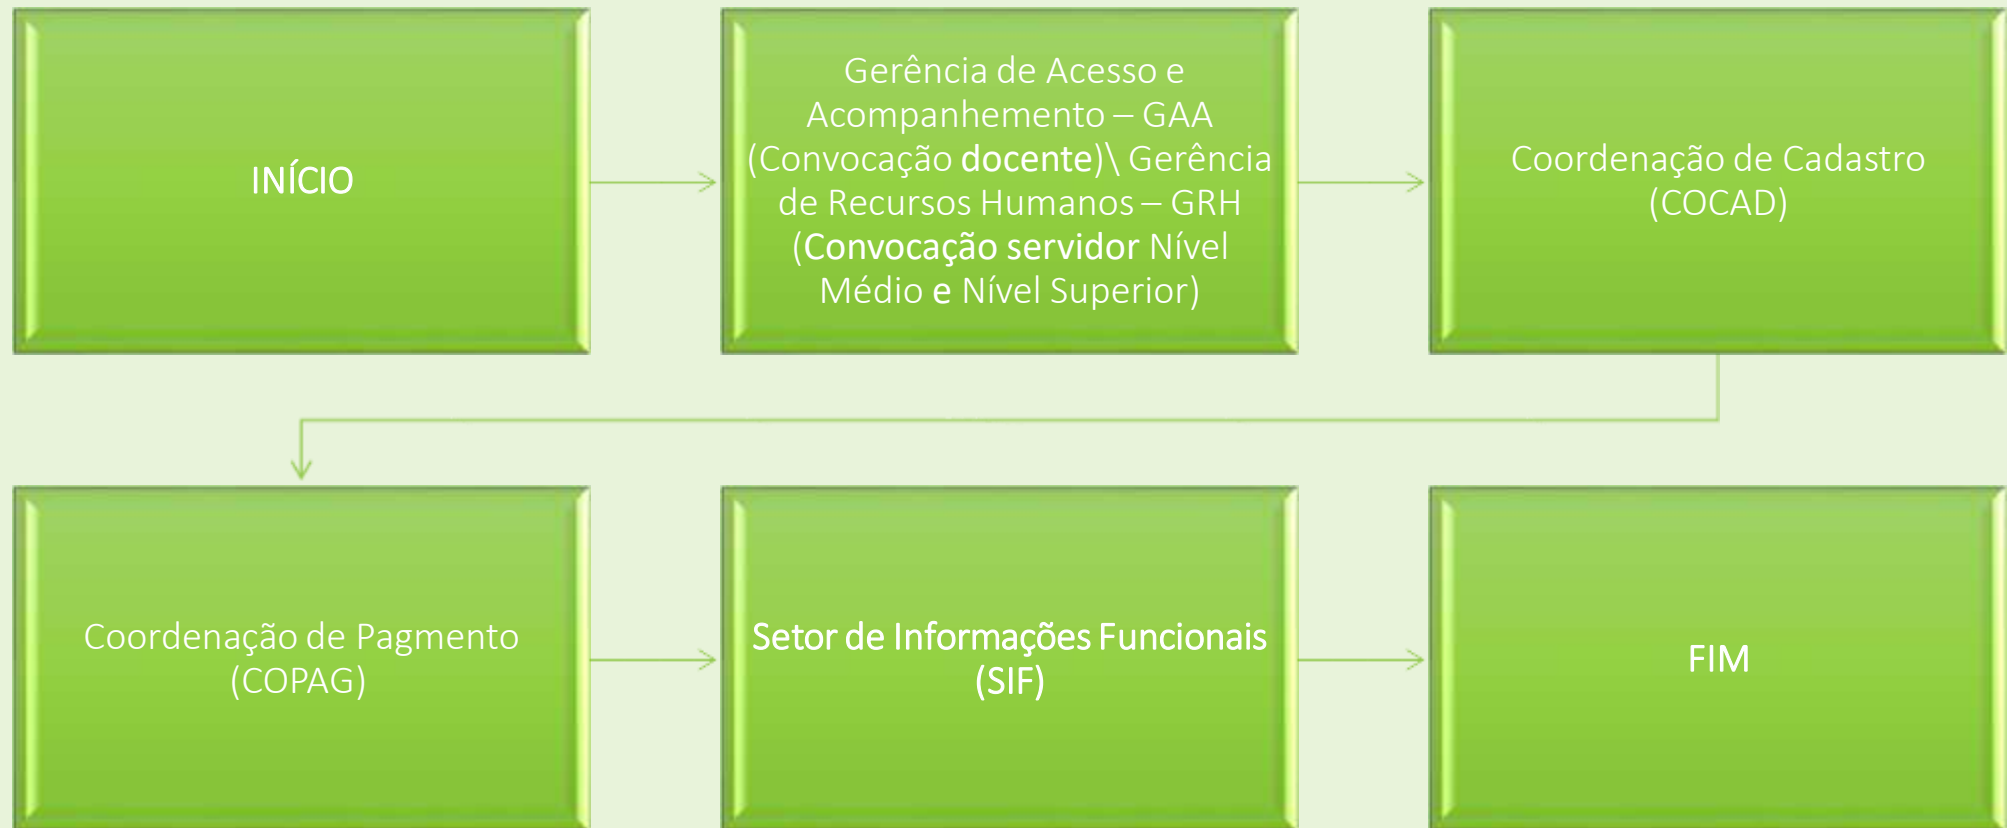 INÍCIO
Gerência de Acesso e
Acompanhemento – GAA
(Convocação docente)\ Gerência
de Recursos Humanos – GRH
(Convocação servidor Nível
Médio e Nível Superior)
Coordenação de Cadastro
(COCAD)
Coordenação de Pagmento
(COPAG)
Setor de Informações Funcionais
(SIF)
FIM